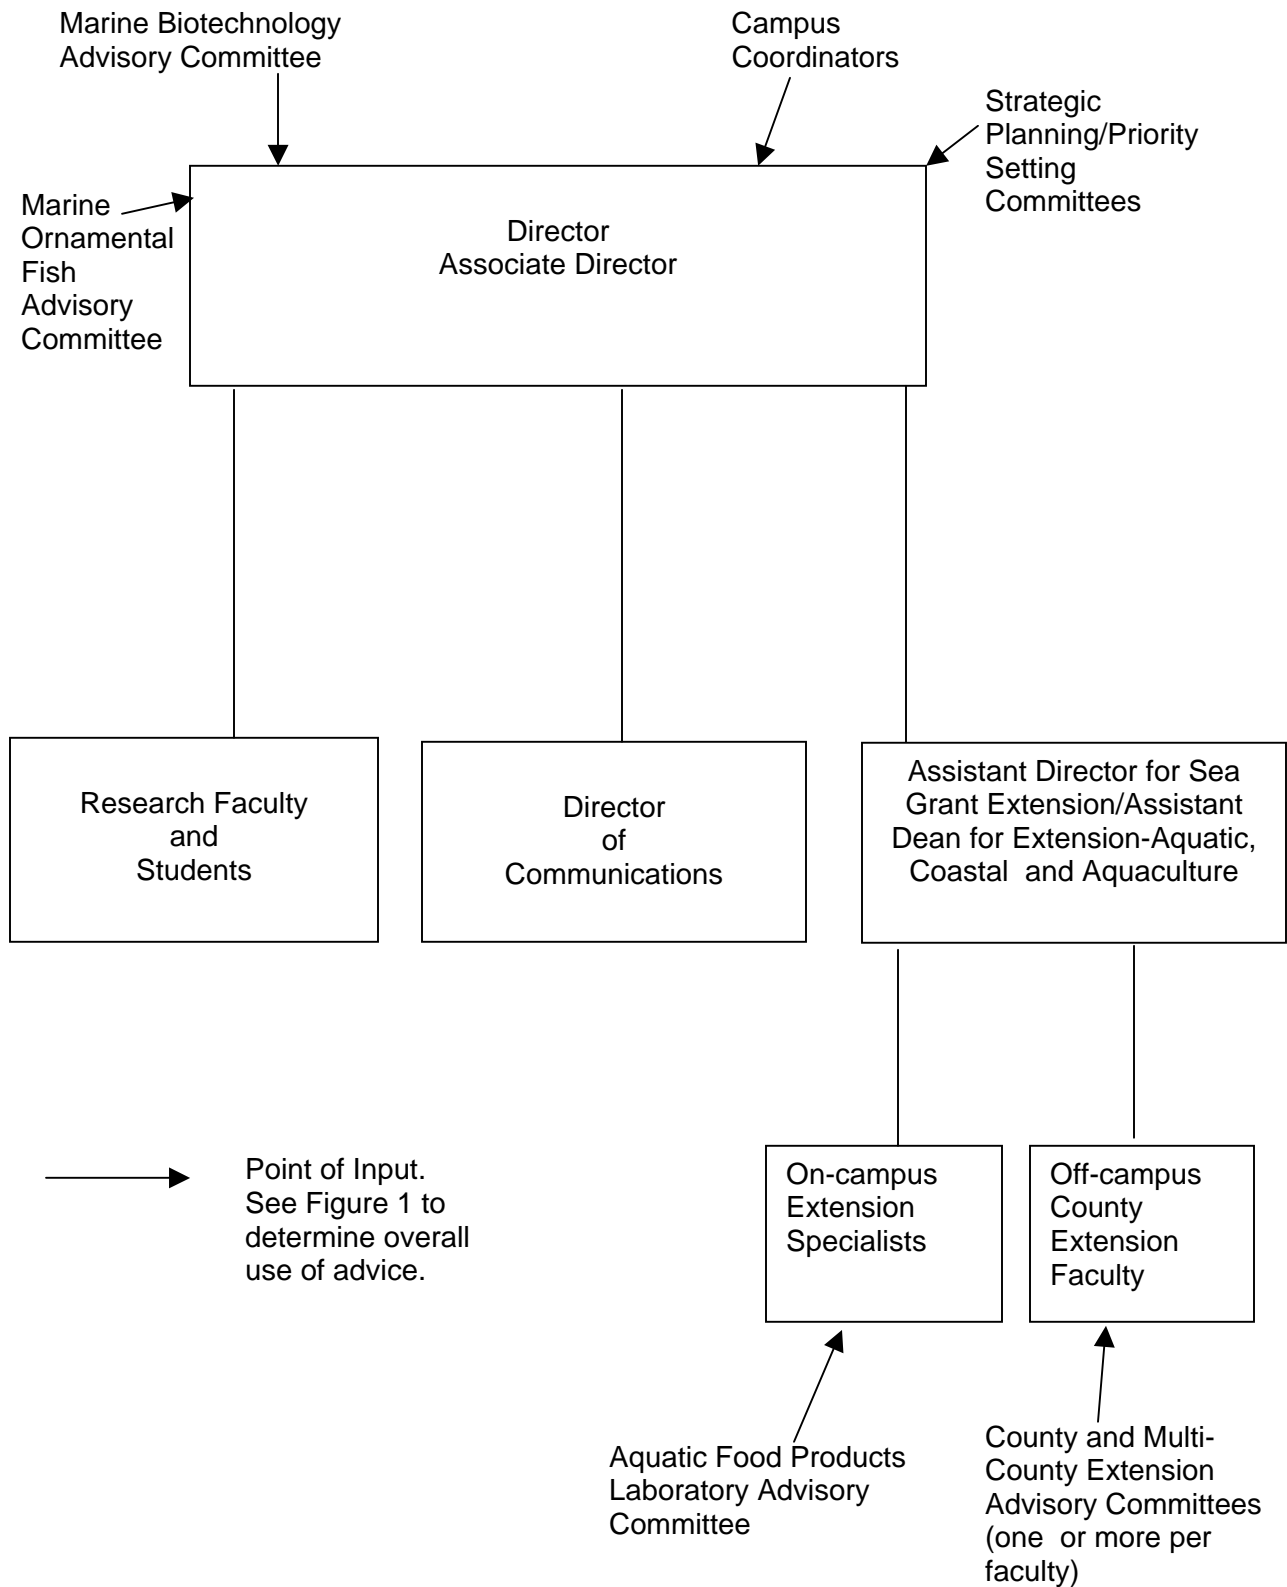 Marine Biotechnology
Advisory Committee
Campus
Coordinators
Strategic
Planning/Priority
Setting
Committees
Marine
Ornamental
Fish
Advisory
Committee
Director
Associate Director
Research Faculty
and
Students
Director
of
Communications
Assistant Director for Sea
Grant Extension/Assistant
Dean for Extension-Aquatic,
Coastal  and Aquaculture
Point of Input.
See Figure 1 to
determine overall
use of advice.
On-campus
Extension
Specialists
Off-campus
County
Extension
Faculty
Aquatic Food Products
Laboratory Advisory
Committee
County and Multi-
County Extension
Advisory Committees
(one  or more per
faculty)